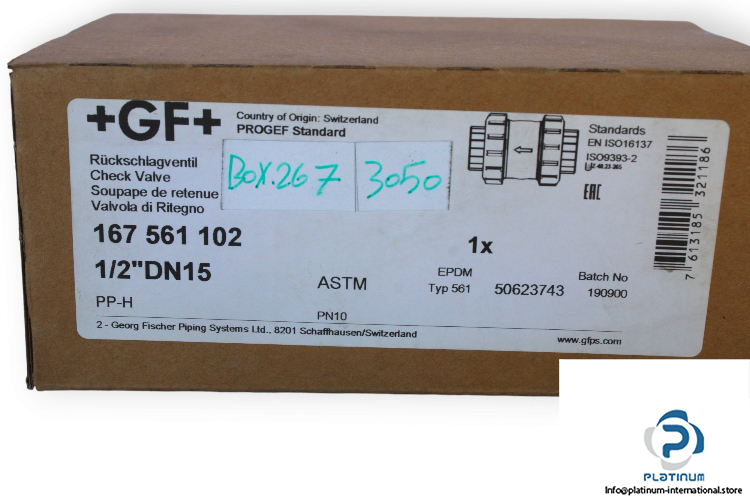 +GF+
Country of Origin: Switzerland
PROGEF Standard
Rückschlagventil
Check Valve
Soupape de retenue
Valvola di Ritegno
BOX.267
3050
Standards
EN ISO16137
ISO9393-2
EAC
167 561 102
1x
1/2"DN15
ASTM
EPDM
Typ 561
50623743
Batch No
190900
PP-H
PN10
2 - Georg Fischer Piping Systems Ltd., 8201 Schaffhausen/Switzerland
www.gfps.com
7 613185 321186
PLATINUM
Info@platinum-international.store